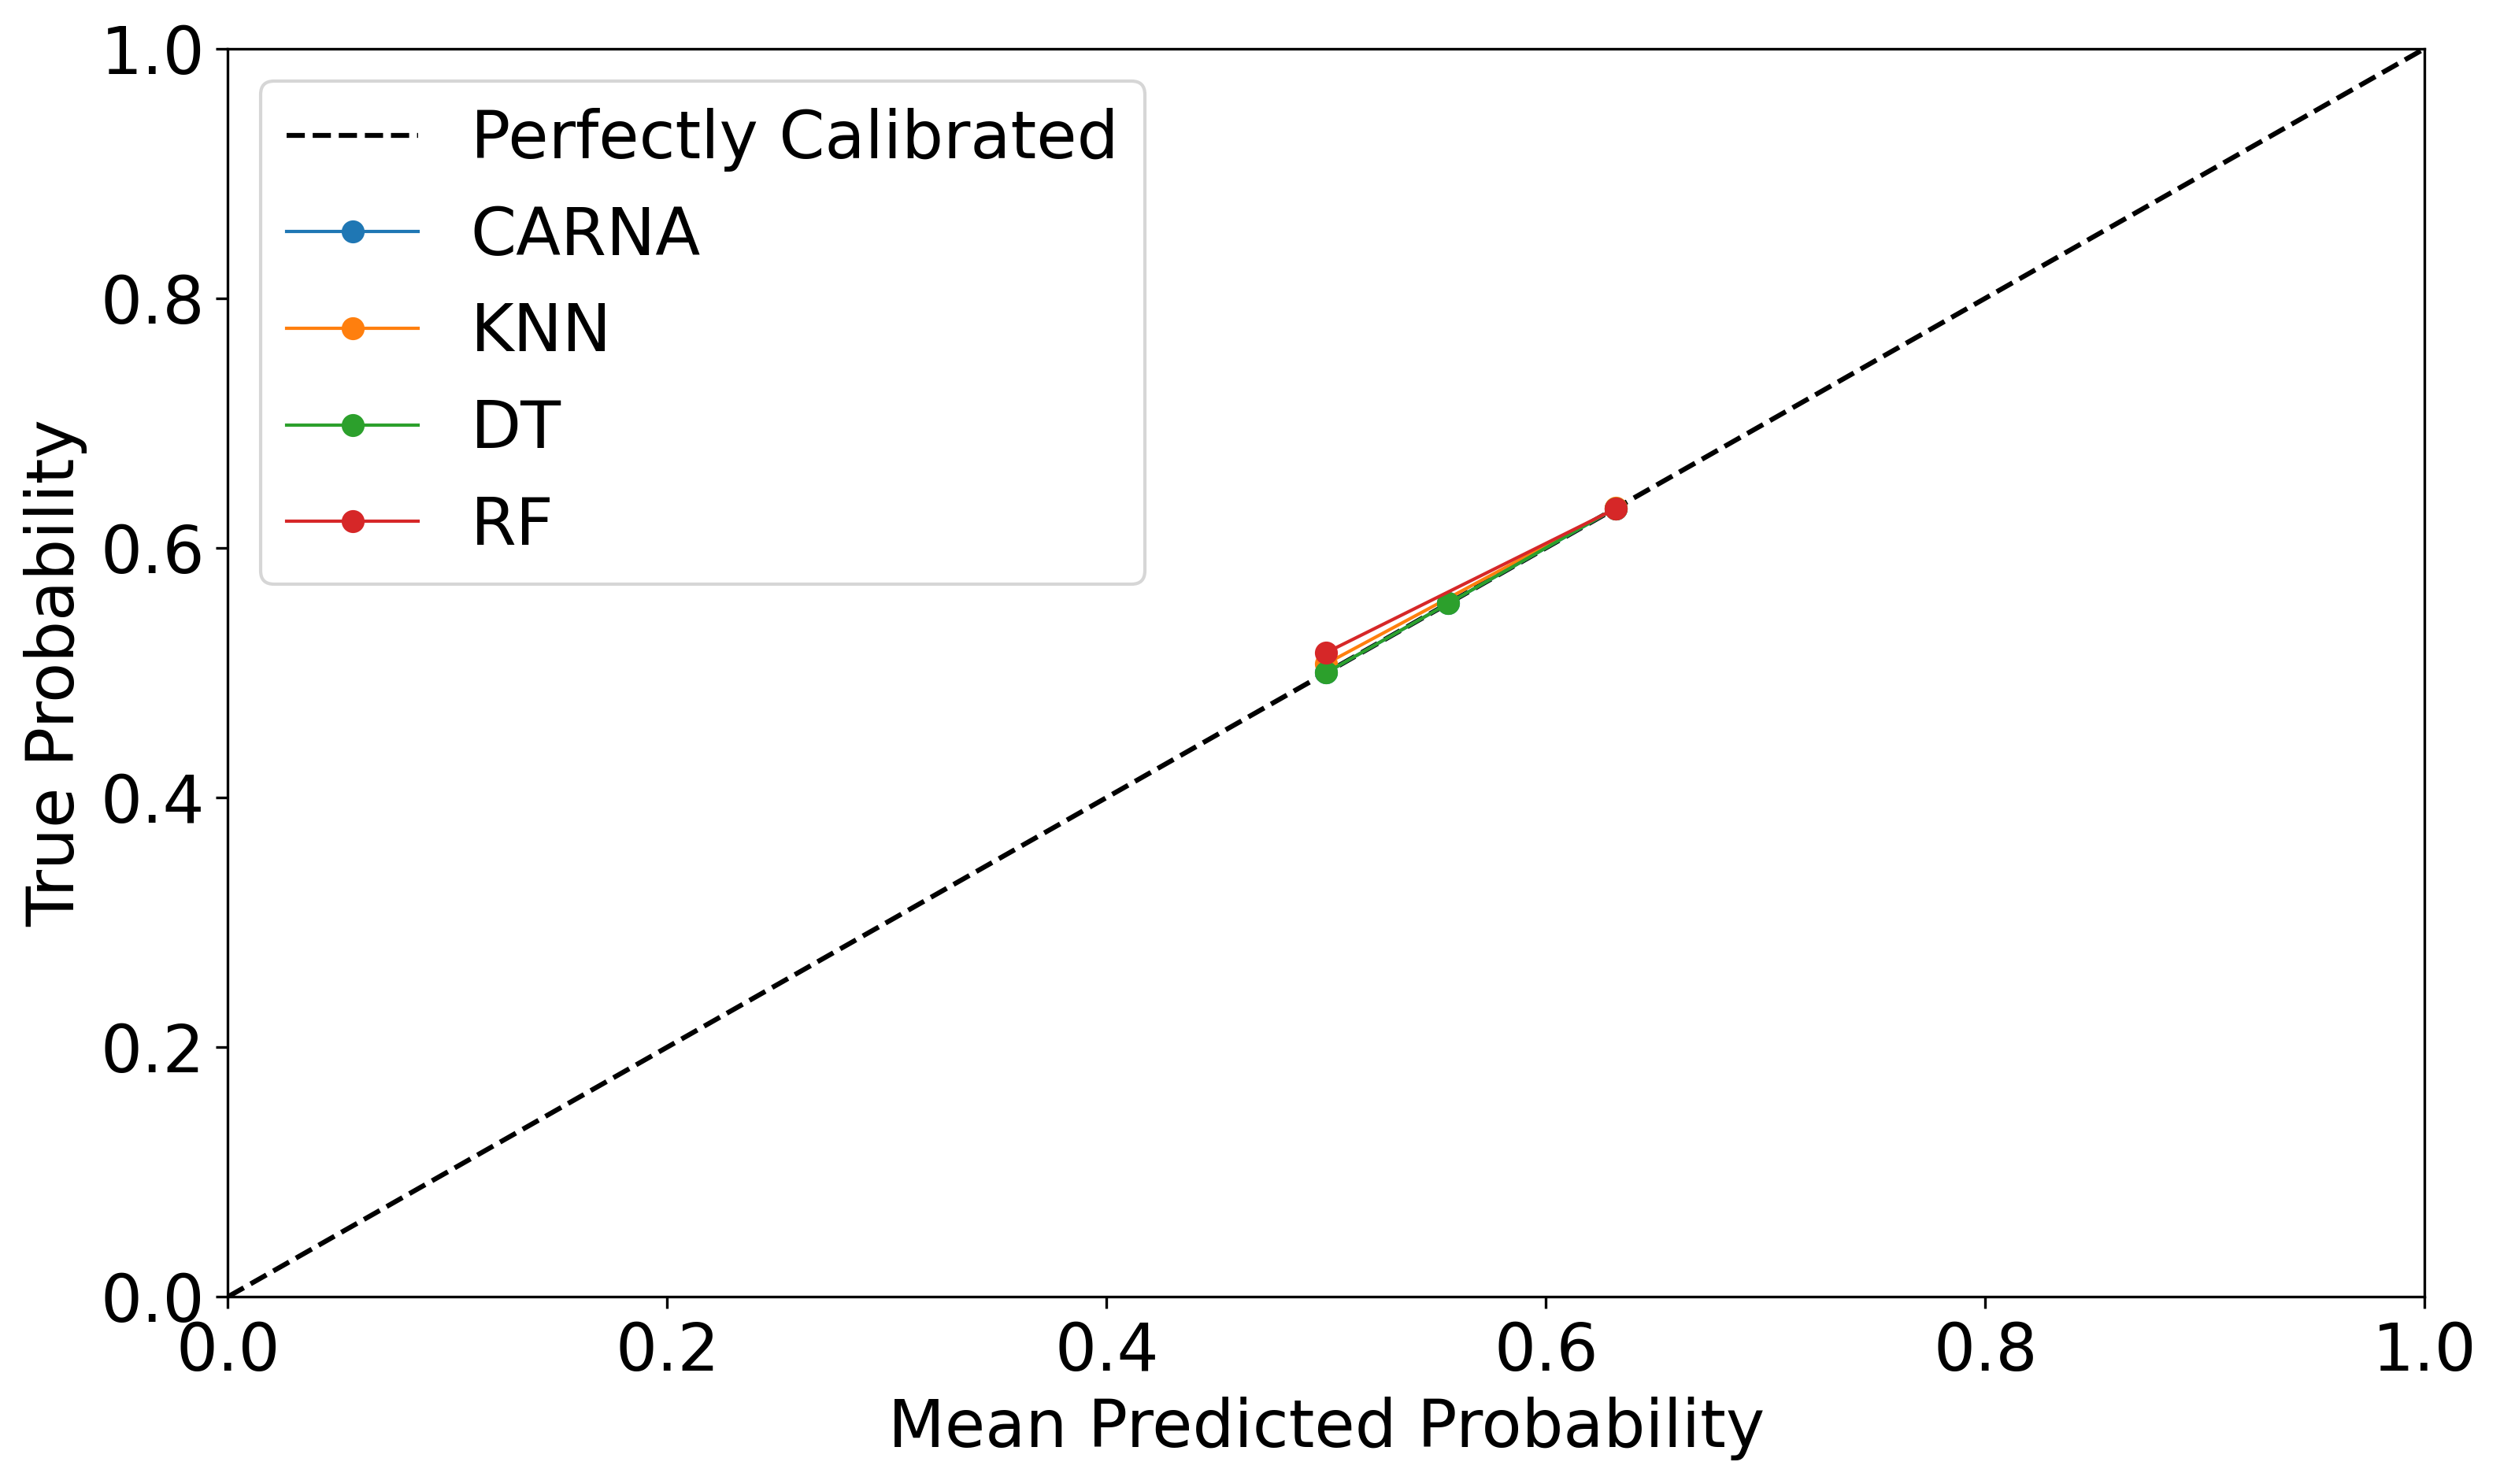 1.0
0.8
0.6
0.4
0.2
0.0
True Probability
Perfectly Calibrated
CARNA
KNN
DT
RF
0.0 0.2 0.4 0.6 0.8 1.0
Mean Predicted Probability